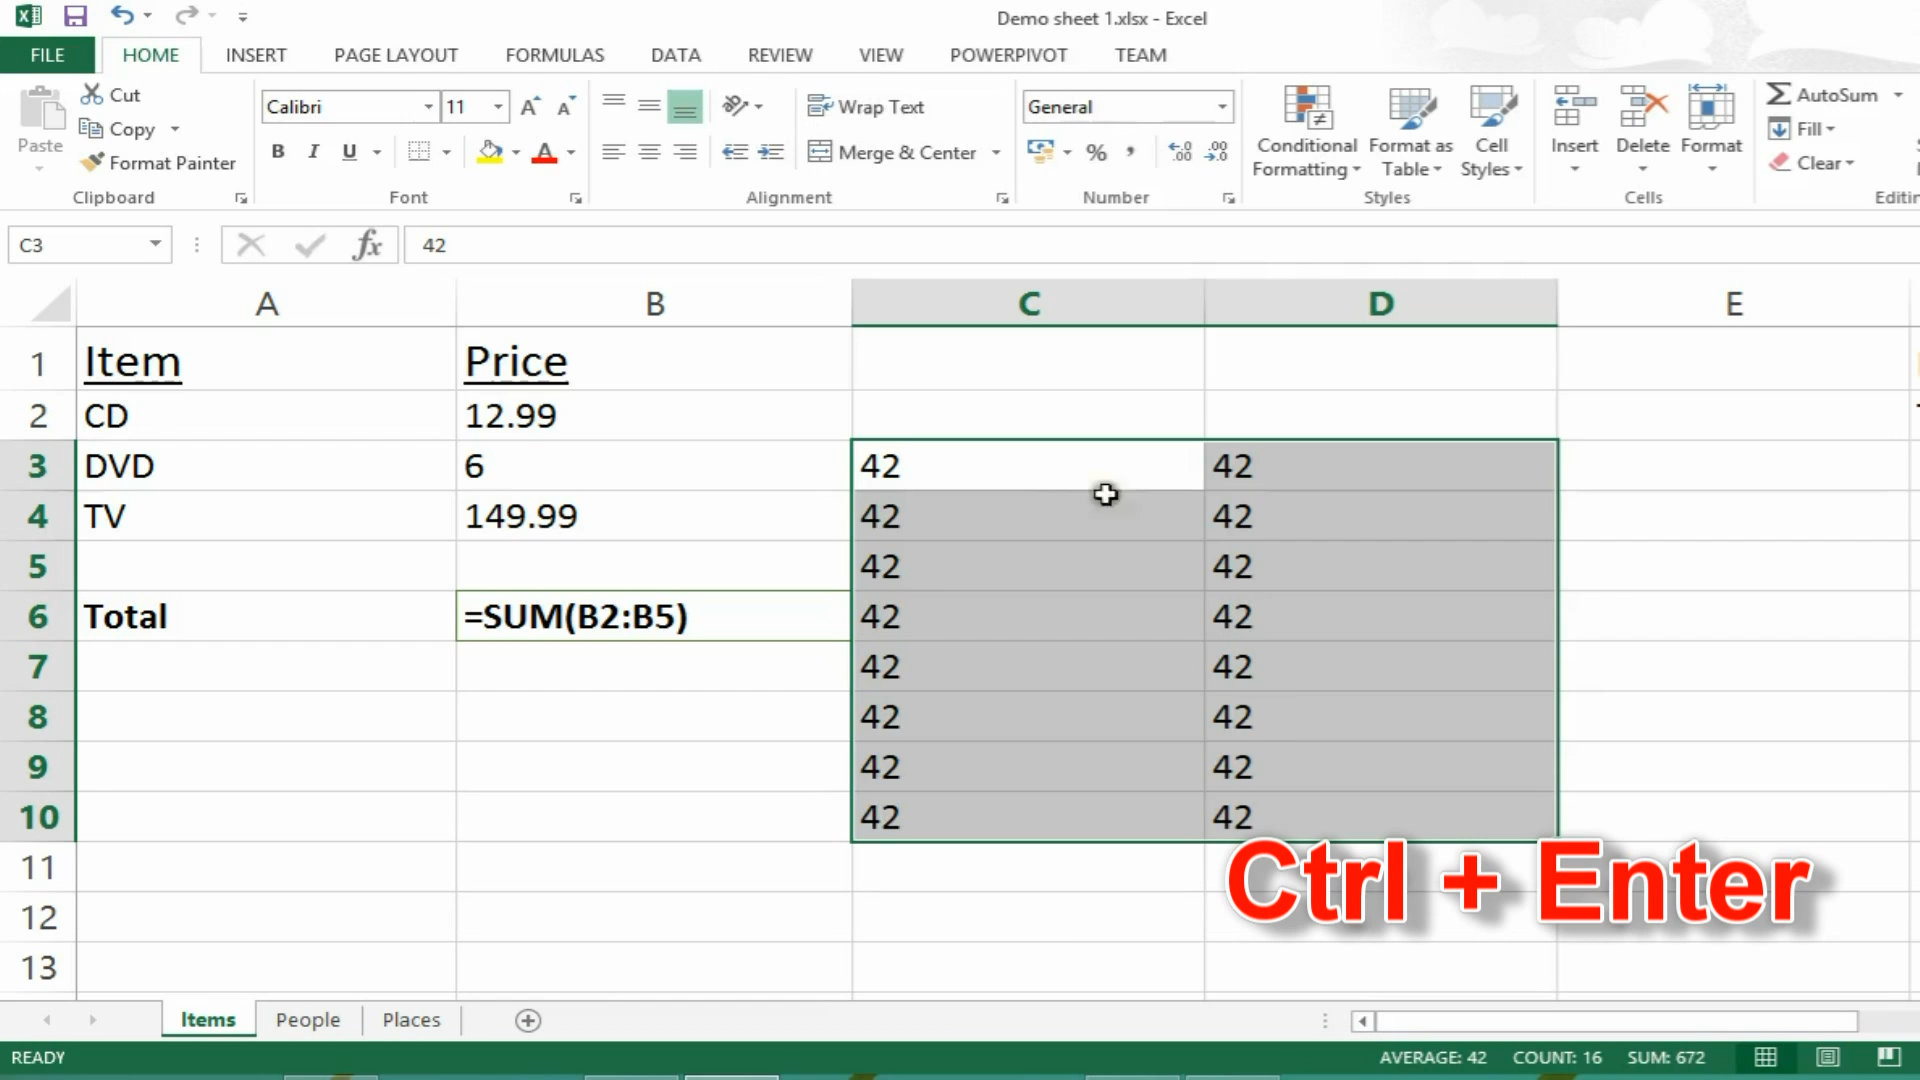 Demo sheet 1.xlsx - Excel
FILE HOME INSERT PAGE LAYOUT FORMULAS DATA REVIEW VIEW POWERPIVOT TEAM
Paste
Cut
Copy
Format Painter
Clipboard
Calibri 11
B I U
Font
Wrap Text
Merge & Center
Alignment
General
Number
Conditional Formatting
Format as Table
Cell Styles
Styles
Insert
Delete
Format
Cells
AutoSum
Fill
Clear
C3 fx 42
A B C D E
1 Item Price
2 CD 12.99
3 DVD 6 42 42
4 TV 149.99 42 42
5 42 42
6 Total =SUM(B2:B5) 42 42
7 42 42
8 42 42
9 42 42
10 42 42
11
12
13
Ctrl + Enter
Items People Places
READY AVERAGE: 42 COUNT: 16 SUM: 672